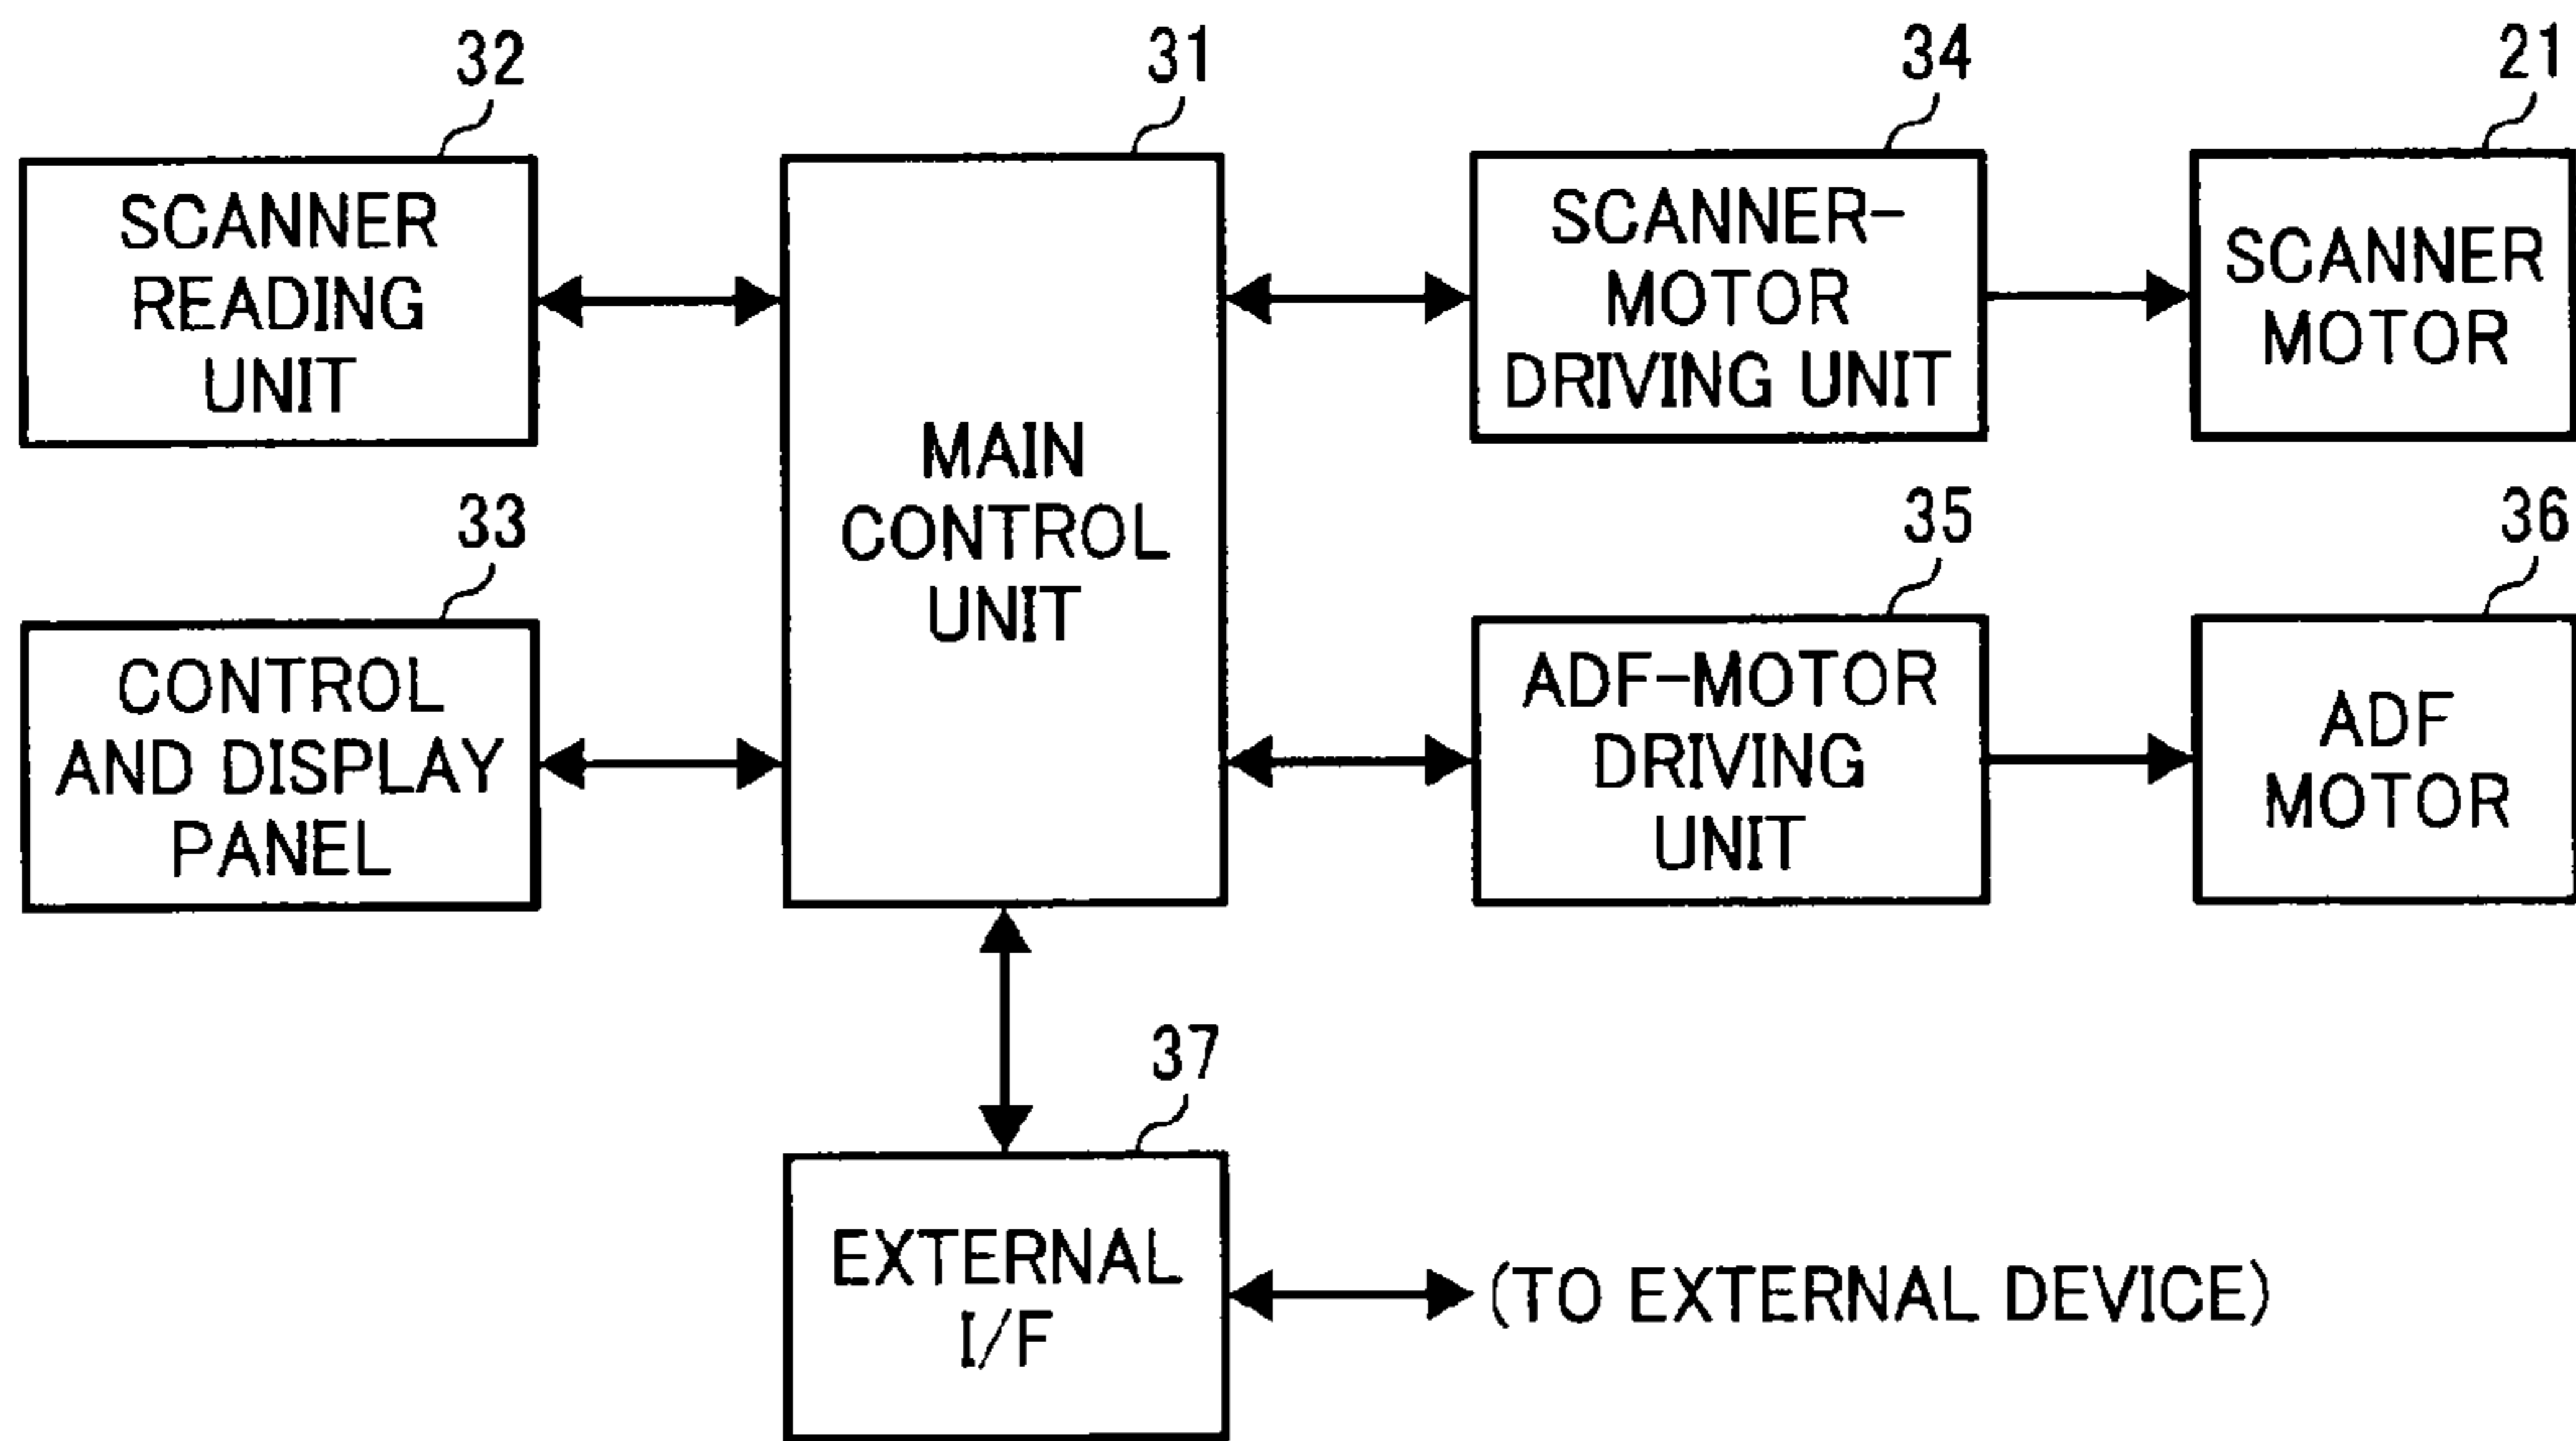 32
SCANNER
READING
UNIT
31
MAIN
CONTROL
UNIT
34
SCANNER-
MOTOR
DRIVING UNIT
21
SCANNER
MOTOR
33
CONTROL
AND DISPLAY
PANEL
35
ADF-MOTOR
DRIVING
UNIT
36
ADF
MOTOR
37
EXTERNAL
I/F
(TO EXTERNAL DEVICE)